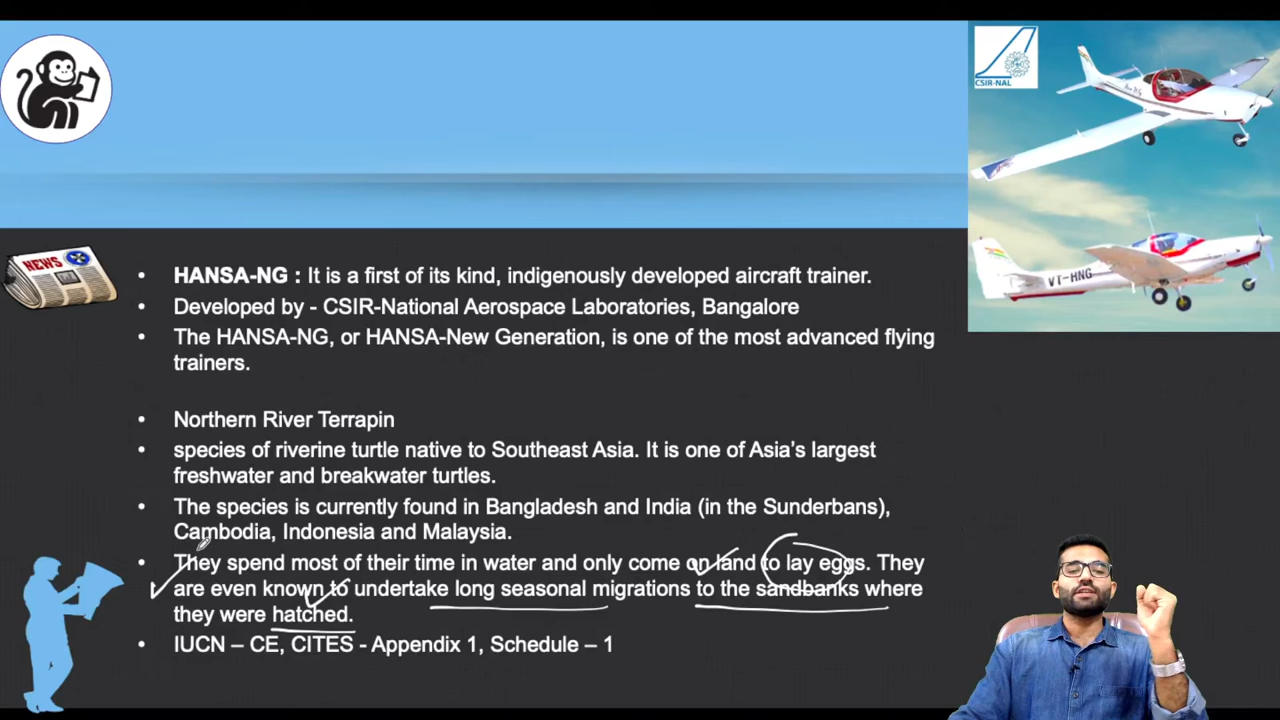 CSIR-NAL
VT-HNG
NEWS
• HANSA-NG : It is a first of its kind, indigenously developed aircraft trainer.
• Developed by - CSIR-National Aerospace Laboratories, Bangalore
• The HANSA-NG, or HANSA-New Generation, is one of the most advanced flying
trainers.
• Northern River Terrapin
• species of riverine turtle native to Southeast Asia. It is one of Asia's largest
freshwater and breakwater turtles.
• The species is currently found in Bangladesh and India (in the Sunderbans),
Cambodia, Indonesia and Malaysia.
• They spend most of their time in water and only come on land to lay eggs. They
are even known to undertake long seasonal migrations to the sandbanks where
they were hatched.
• IUCN – CE, CITES - Appendix 1, Schedule – 1